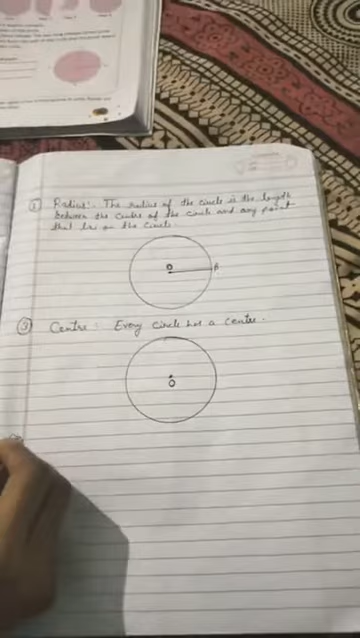 ① Radius: The radius of the circle is the length
between the centre of the circle and any point
that lies on the circle.
O
A
③ Centre: Every circle has a centre.
O